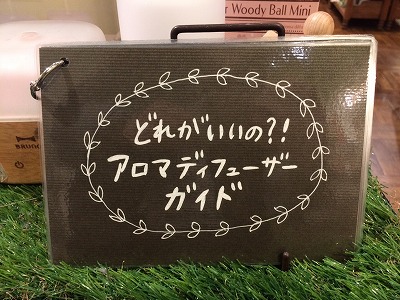 r Woody Ball Mini
BRUNO
どれがいいの?!
アロマディフューザー
ガイド